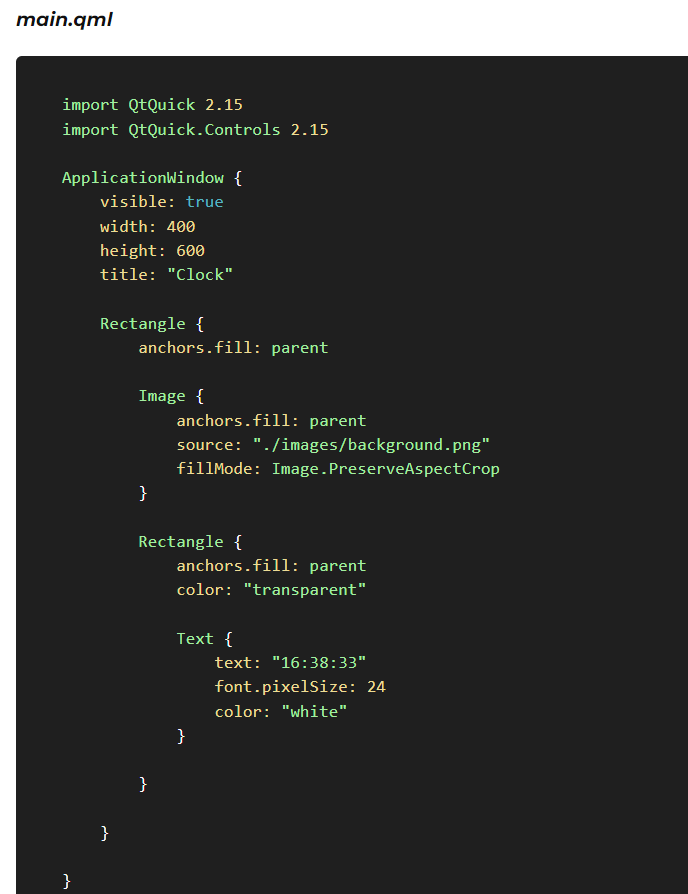 main.qml
import QtQuick 2.15
import QtQuick.Controls 2.15
ApplicationWindow {
    visible: true
    width: 400
    height: 600
    title: "Clock"
    Rectangle {
        anchors.fill: parent
        Image {
            anchors.fill: parent
            source: "./images/background.png"
            fillMode: Image.PreserveAspectCrop
        }
        Rectangle {
            anchors.fill: parent
            color: "transparent"
            Text {
                text: "16:38:33"
                font.pixelSize: 24
                color: "white"
            }
        }
    }
}